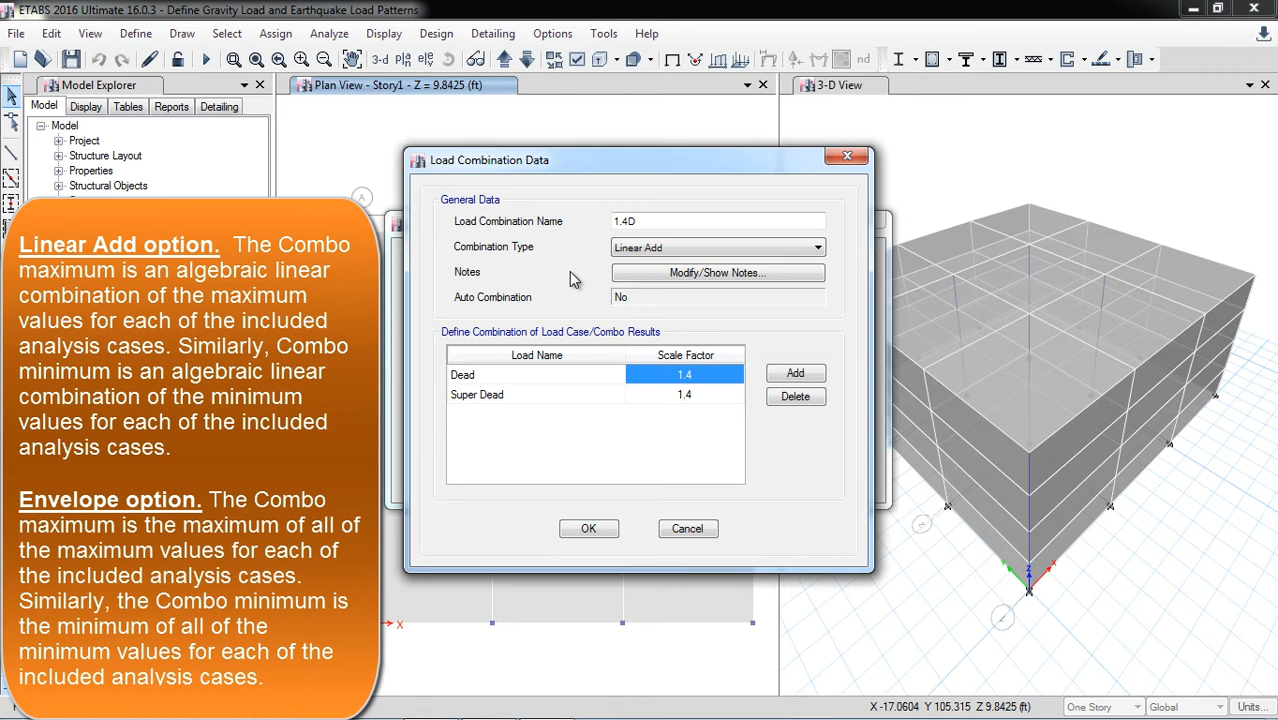 ETABS 2016 Ultimate 16.0.3 - Define Gravity Load and Earthquake Load Patterns
File Edit View Define Draw Select Assign Analyze Display Design Detailing Options Tools Help
3-d pla ele nd
Model Explorer
Plan View - Story1 - Z = 9.8425 (ft)
3-D View
Model Display Tables Reports Detailing
Model
Project
Structure Layout
Properties
Structural Objects
A
Linear Add option. The Combo
maximum is an algebraic linear
combination of the maximum
values for each of the included
analysis cases. Similarly, Combo
minimum is an algebraic linear
combination of the minimum
values for each of the included
analysis cases.
Envelope option. The Combo
maximum is the maximum of all of
the maximum values for each of
the included analysis cases.
Similarly, the Combo minimum is
the minimum of all of the
minimum values for each of the
included analysis cases.
Load Combination Data
General Data
Load Combination Name 1.4D
Combination Type Linear Add
Notes Modify/Show Notes...
Auto Combination No
Define Combination of Load Case/Combo Results
Load Name Scale Factor
Dead 1.4
Super Dead 1.4
Add
Delete
OK Cancel
X
Z
X
X -17.0604 Y 105.315 Z 9.8425 (ft) One Story Global Units...